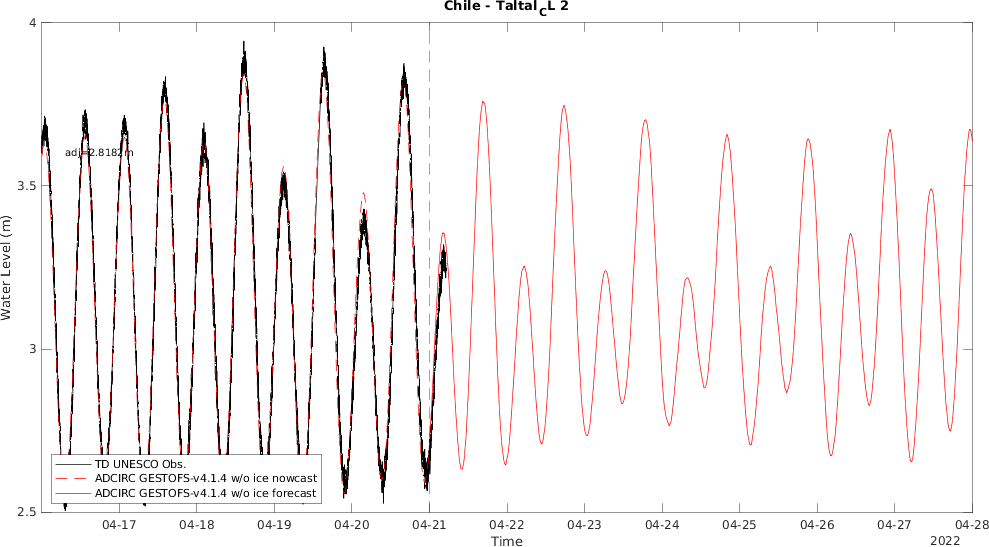 Chile - Taltal_CL 2
4
3.5
3
2.5
Water Level (m)
adj=2.8182m
TD UNESCO Obs.
ADCIRC GESTOFS-v4.1.4 w/o ice nowcast
ADCIRC GESTOFS-v4.1.4 w/o ice forecast
04-17 04-18 04-19 04-20 04-21 04-22 04-23 04-24 04-25 04-26 04-27 04-28
Time
2022